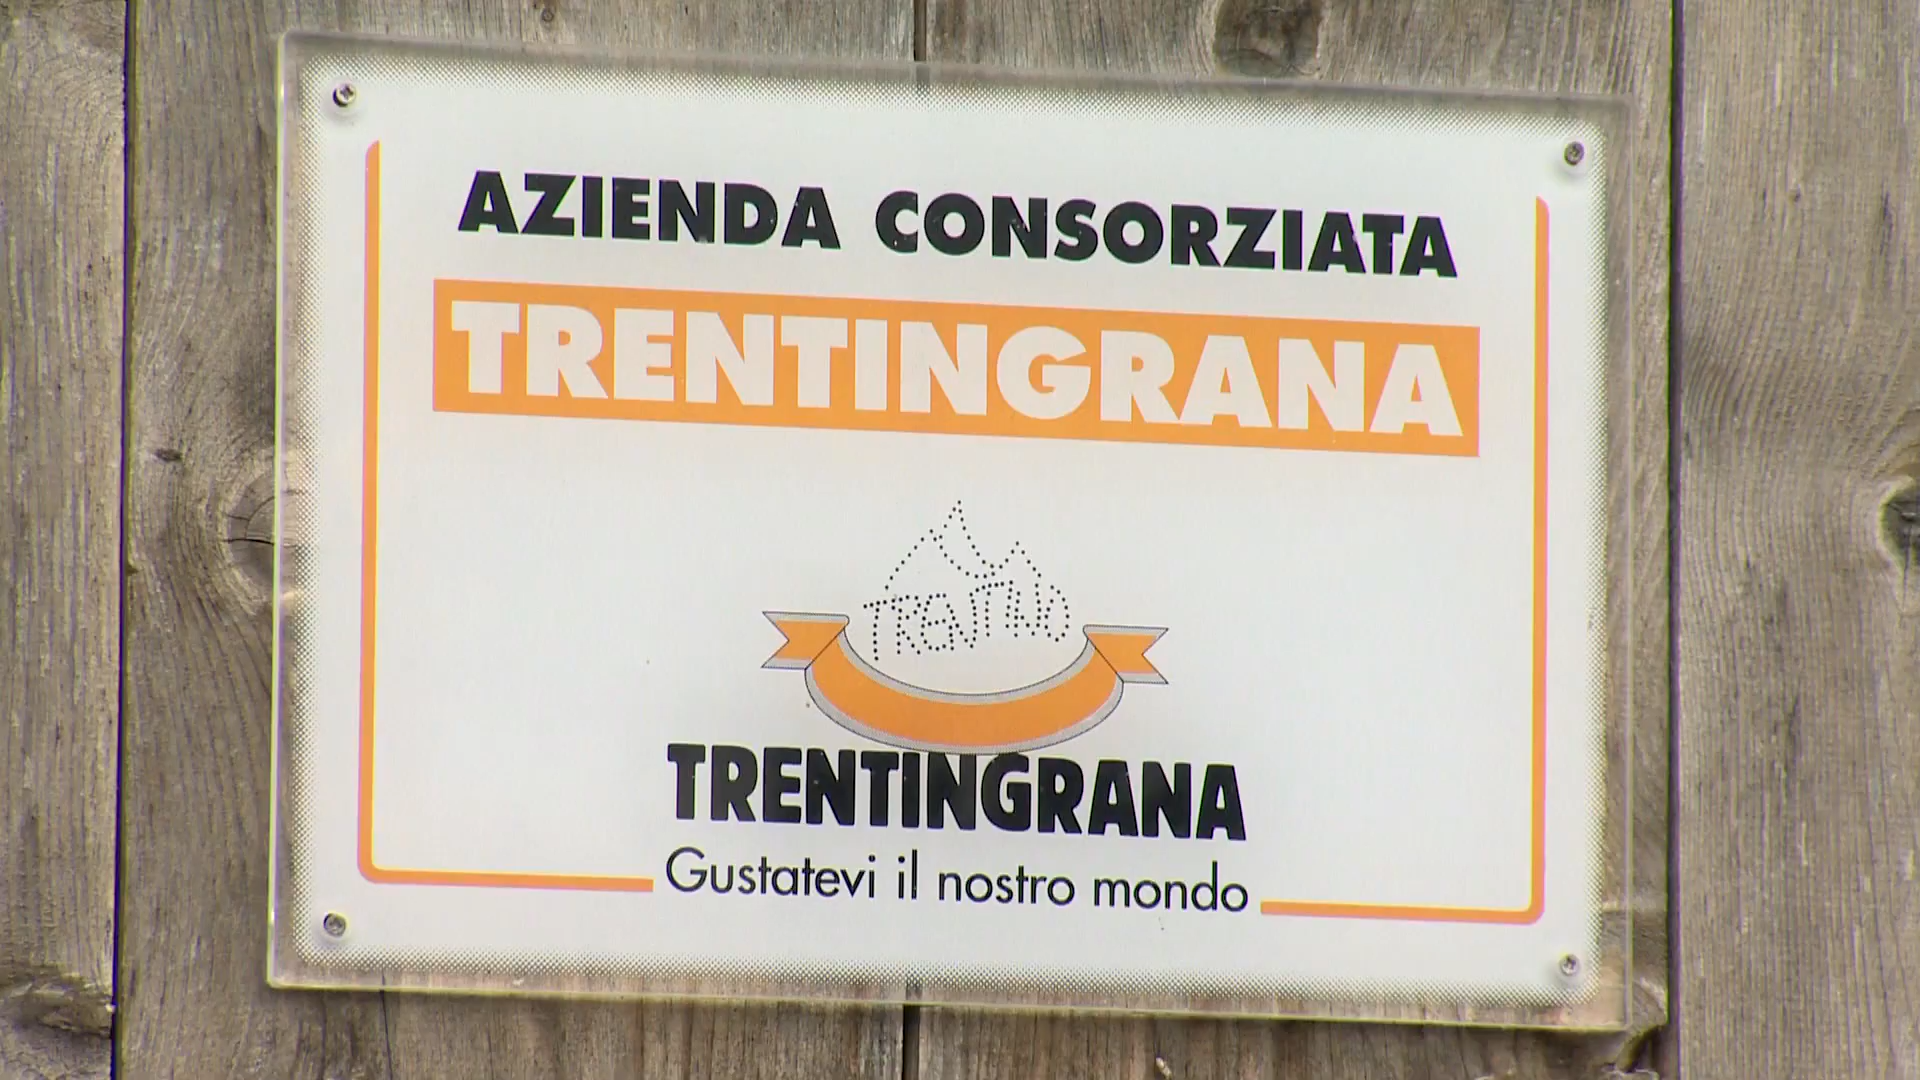 AZIENDA CONSORZIATA
TRENTINGRANA
TRENTINO
TRENTINGRANA
Gustatevi il nostro mondo